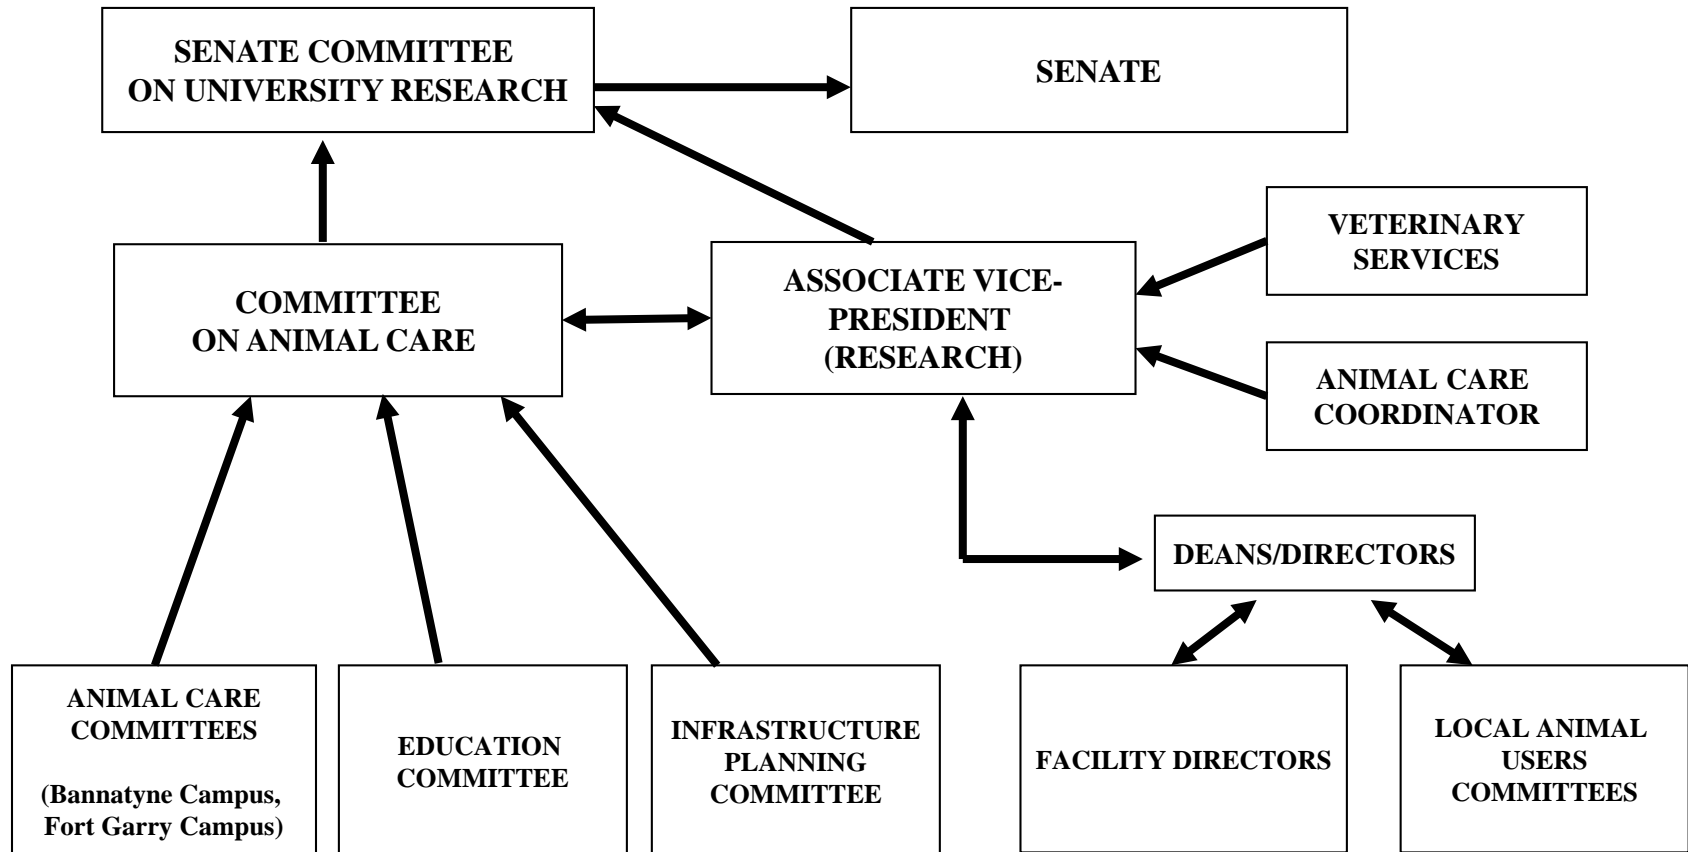 SENATE COMMITTEE
ON UNIVERSITY RESEARCH
SENATE
VETERINARY
SERVICES
COMMITTEE
ON ANIMAL CARE
ASSOCIATE VICE-
PRESIDENT
(RESEARCH)
ANIMAL CARE
COORDINATOR
DEANS/DIRECTORS
ANIMAL CARE
COMMITTEES
(Bannatyne Campus,
Fort Garry Campus)
EDUCATION
COMMITTEE
INFRASTRUCTURE
PLANNING
COMMITTEE
FACILITY DIRECTORS
LOCAL ANIMAL
USERS
COMMITTEES